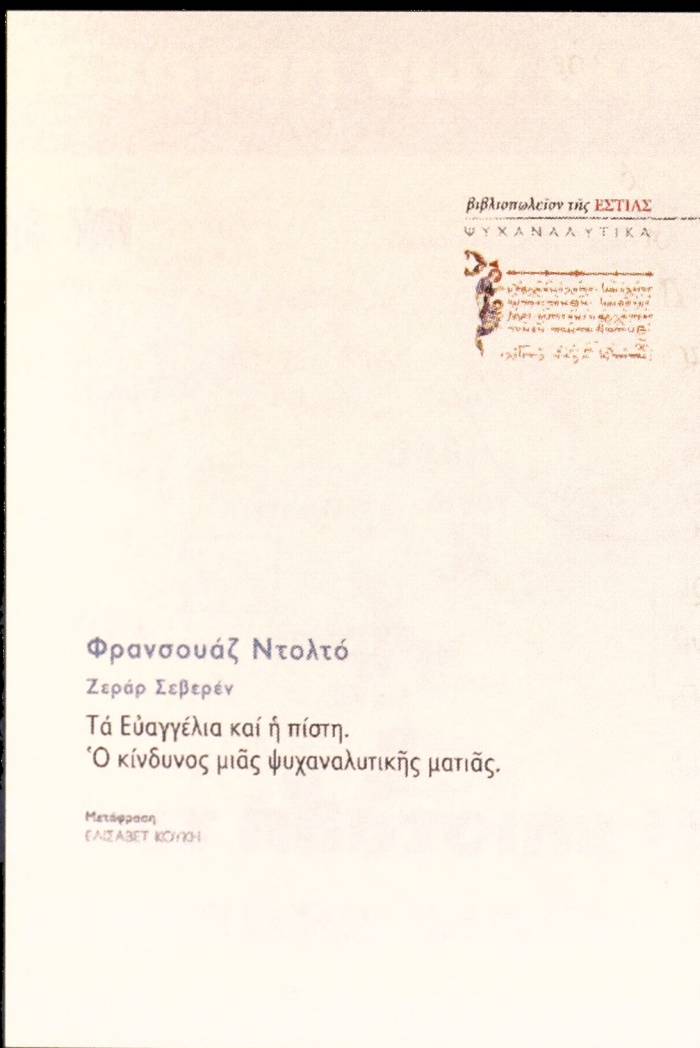 βιβλιοπωλεῖον τῆς ΕΣΤΙΑΣ
ΨΥΧΑΝΑΛΥΤΙΚΑ
Φρανσουάζ Ντολτό
Ζεράρ Σεβερέν
Τά Εὐαγγέλια καί ἡ πίστη.
Ὁ κίνδυνος μιᾶς ψυχαναλυτικῆς ματιᾶς.
Μετάφραση
ΕΛΙΣΑΒΕΤ ΚΟΥΚΗ